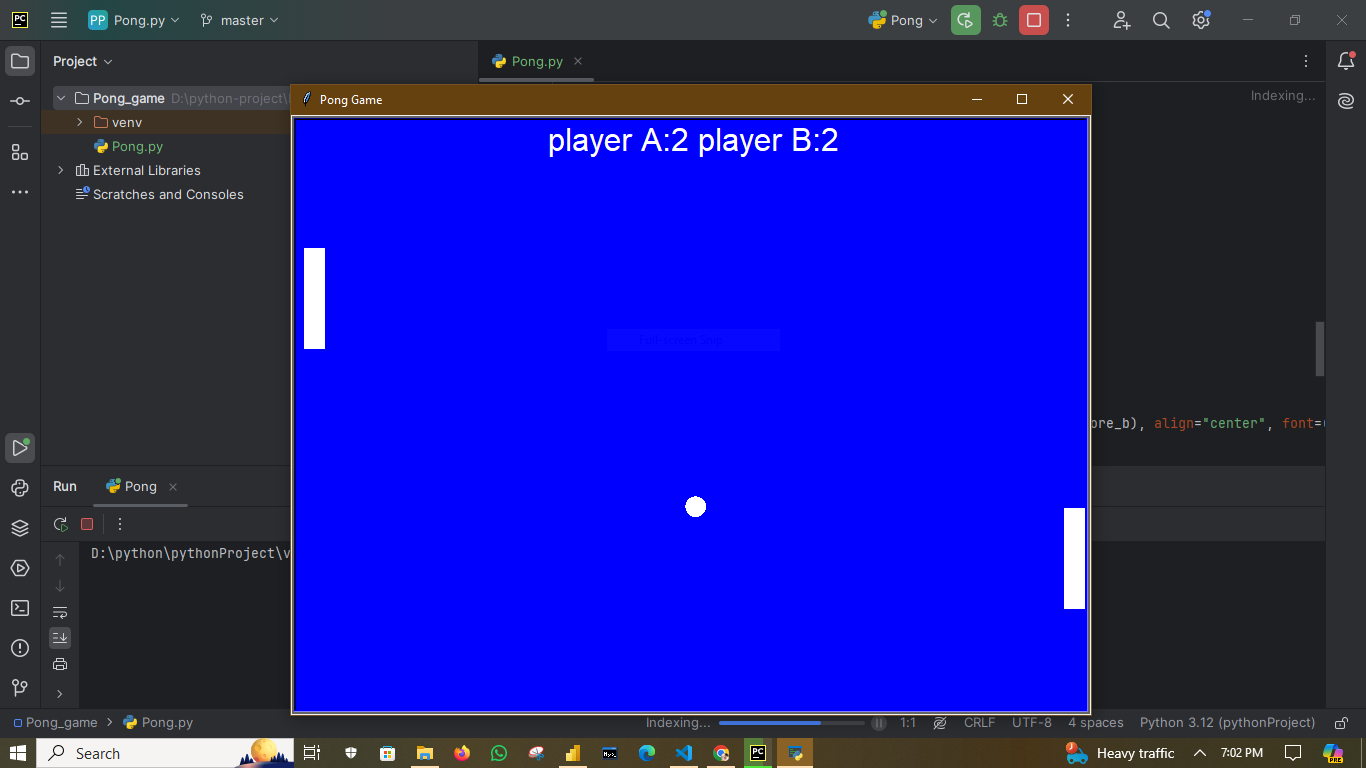 PC
PP Pong.py master Pong
Project
Pong.py
Pong_game D:\python-project\
Indexing...
Pong Game
venv
player A:2 player B:2
Pong.py
External Libraries
Scratches and Consoles
Full-screen Snip
ore_b), align="center", font=
Run Pong
D:\python\pythonProject\v
Pong_game Pong.py Indexing... 1:1 CRLF UTF-8 4 spaces Python 3.12 (pythonProject)
Search Heavy traffic 7:02 PM
PC
PRE